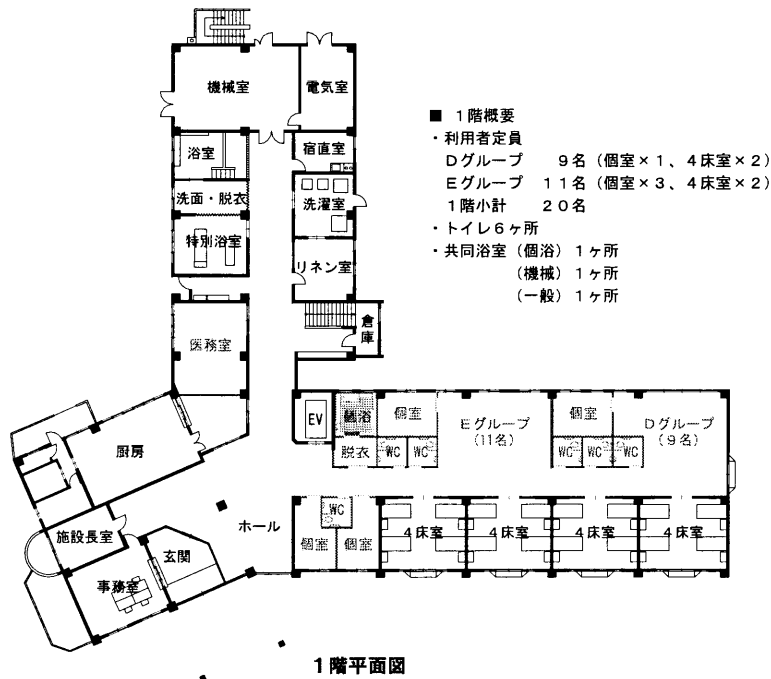 機械室
電気室
■ 1階概要
・利用者定員
Dグループ 9名（個室×1、4床室×2）
Eグループ 11名（個室×3、4床室×2）
1階小計 20名
・トイレ6ヶ所
・共同浴室（個浴）1ヶ所
（機械）1ヶ所
（一般）1ヶ所
浴室
宿直室
洗面・脱衣
洗濯室
特別浴室
リネン室
倉庫
医務室
EV
個浴
個室
Eグループ
(11名)
個室
Dグループ
(9名)
厨房
脱衣
WC
WC
WC
WC
WC
WC
ホール
施設長室
玄関
事務室
個室
個室
4床室
4床室
4床室
4床室
1階平面図